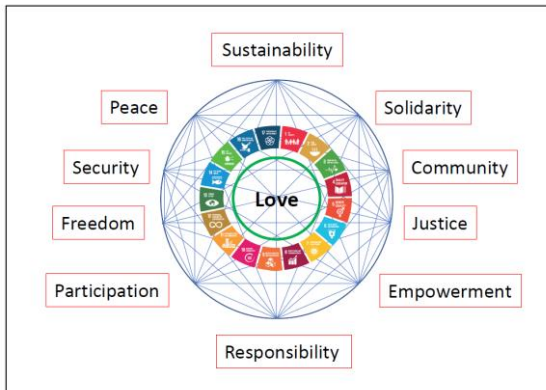 Sustainability
Peace
Solidarity
Security
Community
Love
Freedom
Justice
Participation
Empowerment
Responsibility